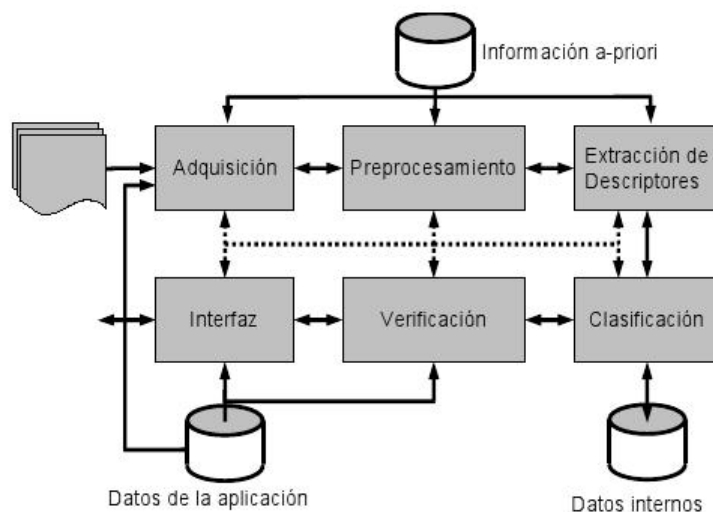 Información a-priori
Adquisición
Preprocesamiento
Extracción de
Descriptores
Interfaz
Verificación
Clasificación
Datos de la aplicación
Datos internos